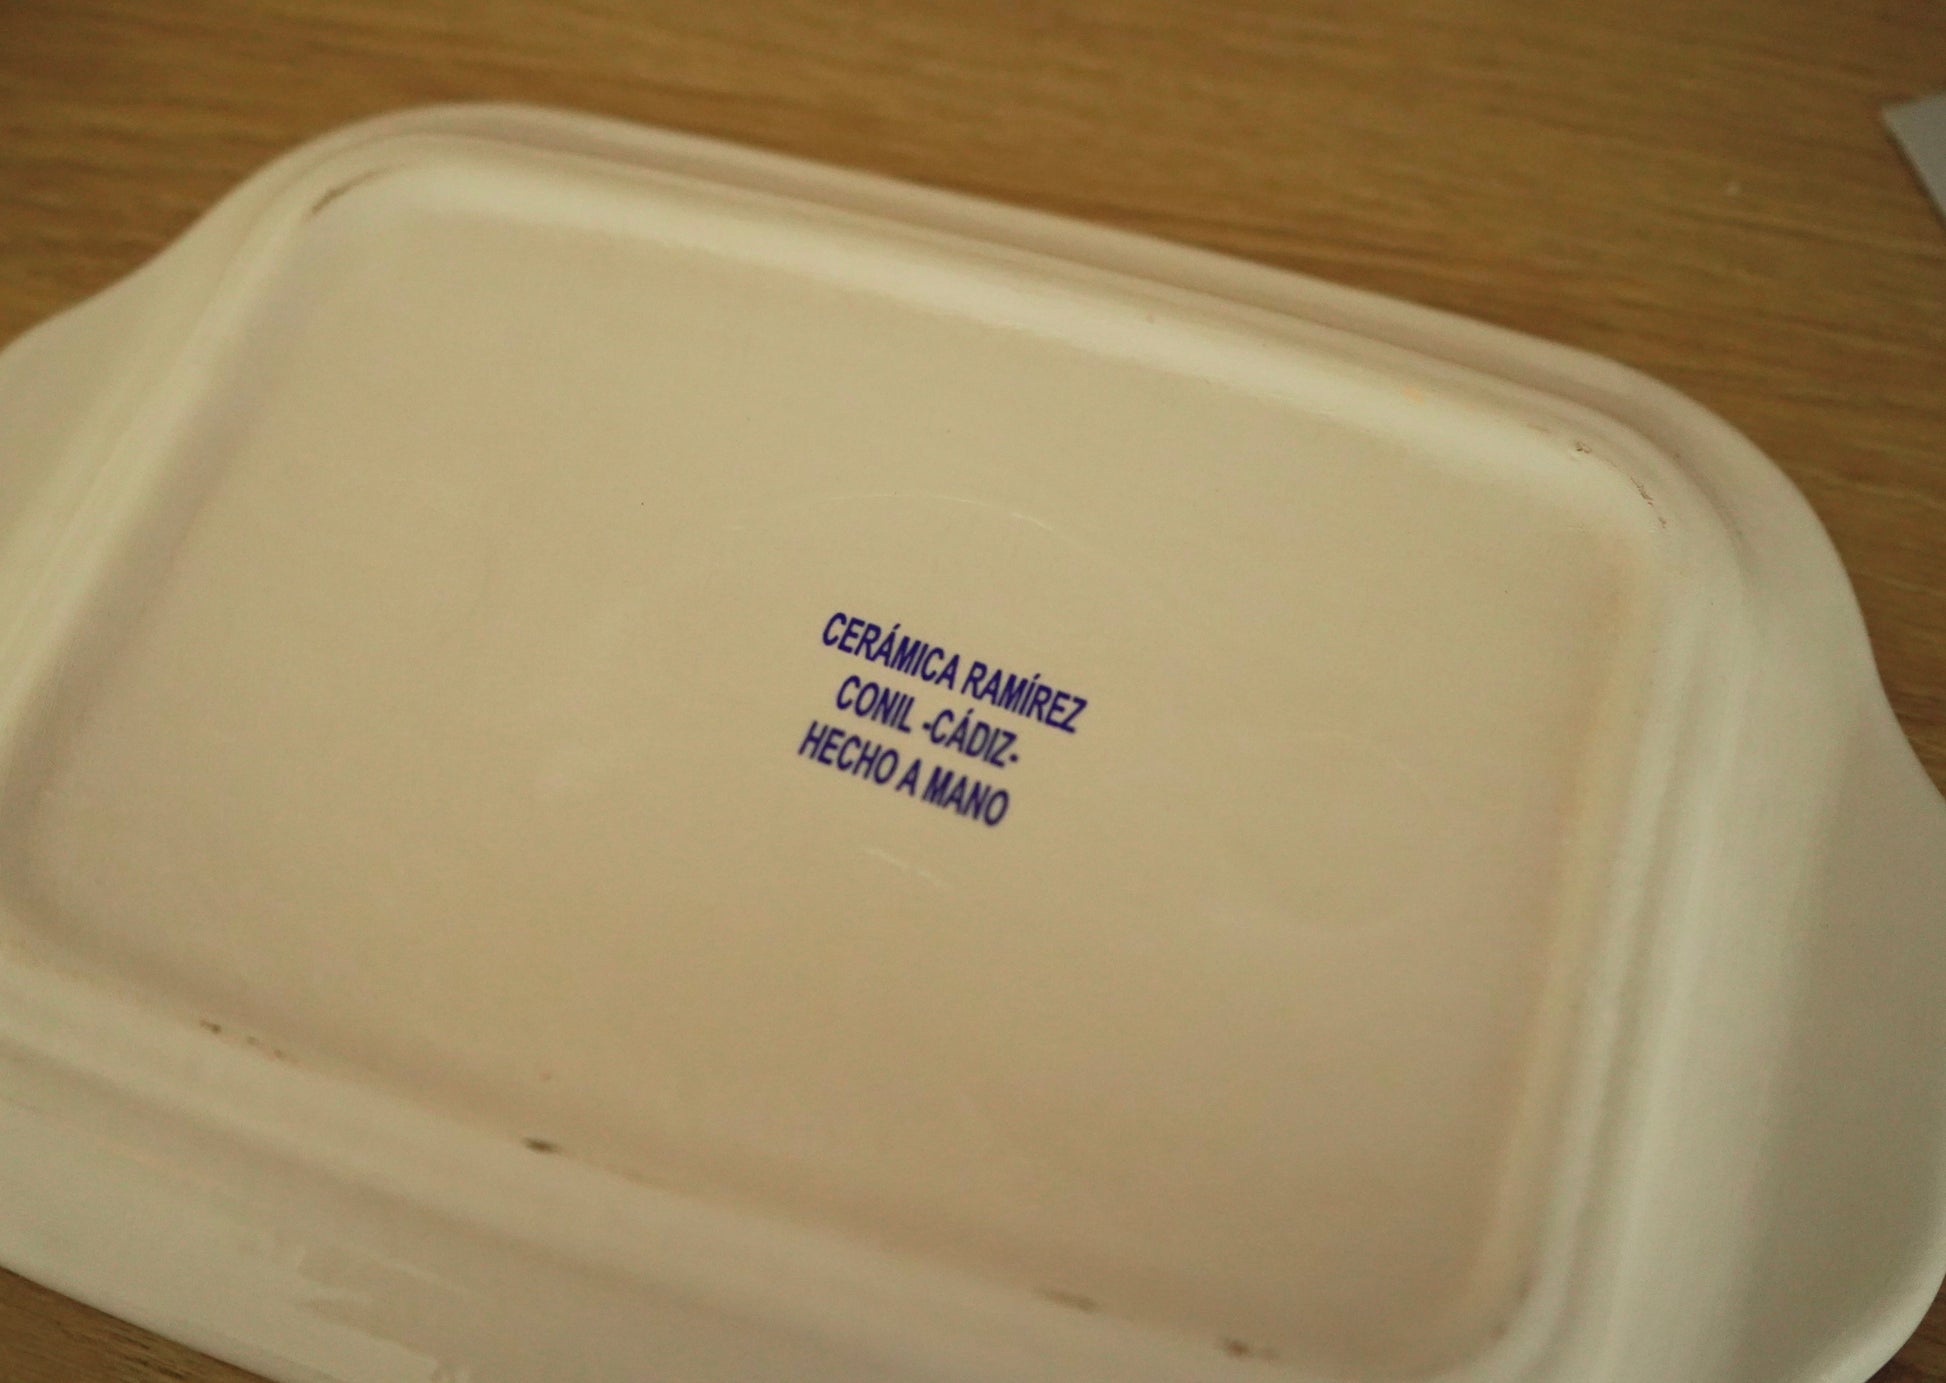 CERÁMICA RAMÍREZ
CONIL -CÁDIZ-
HECHO A MANO